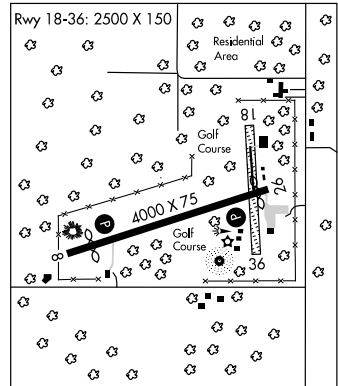 Rwy 18-36: 2500 X 150
Residential
Area
18
Golf
Course
26
4000 X 75
P
P
Golf
Course
8
36